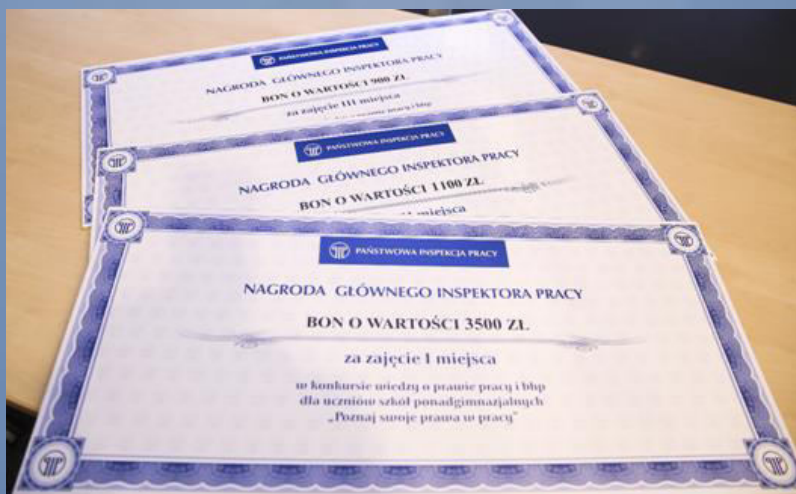 PAŃSTWOWA INSPEKCJA PRACY
NAGRODA GŁÓWNEGO INSPEKTORA PRACY
BON O WARTOŚCI 900 ZŁ
za zajęcie III miejsca
pracy i bhp
PAŃSTWOWA INSPEKCJA PRACY
NAGRODA GŁÓWNEGO INSPEKTORA PRACY
BON O WARTOŚCI 1100 ZŁ
miejsca
PAŃSTWOWA INSPEKCJA PRACY
NAGRODA GŁÓWNEGO INSPEKTORA PRACY
BON O WARTOŚCI 3500 ZŁ
za zajęcie I miejsca
w konkursie wiedzy o prawie pracy i bhp
dla uczniów szkół ponadgimnazjalnych
„Poznaj swoje prawa w pracy"